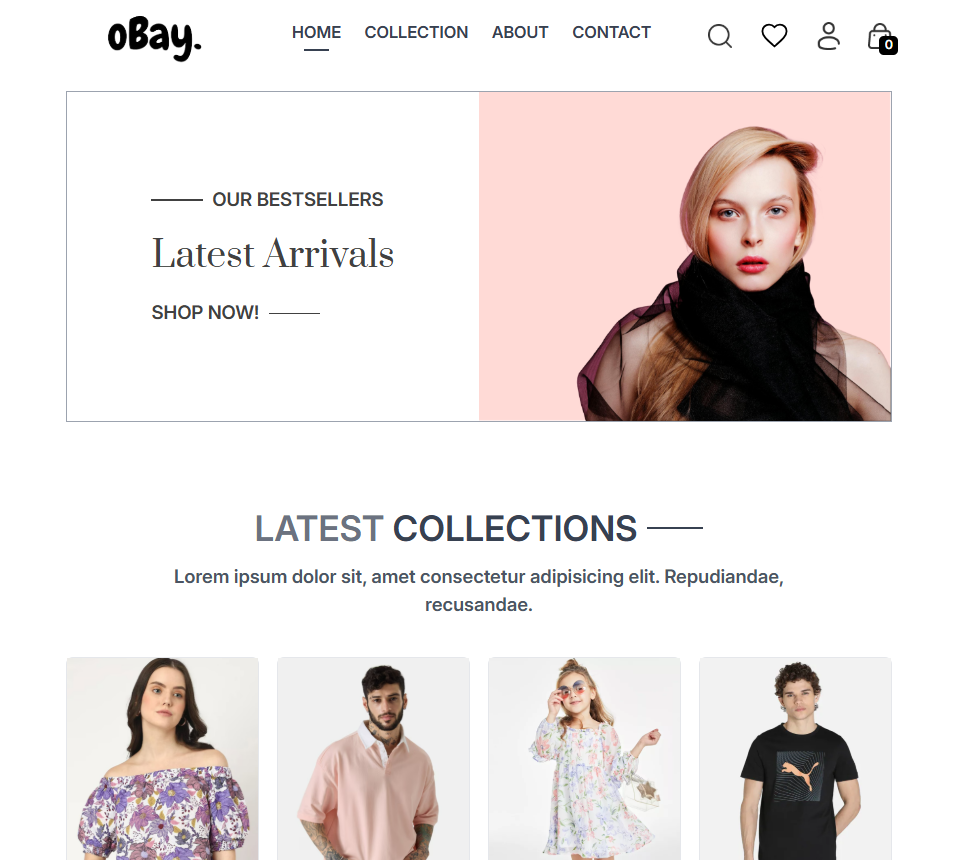 oBay.
HOME COLLECTION ABOUT CONTACT
0
OUR BESTSELLERS
Latest Arrivals
SHOP NOW!
LATEST COLLECTIONS
Lorem ipsum dolor sit, amet consectetur adipisicing elit. Repudiandae,
recusandae.